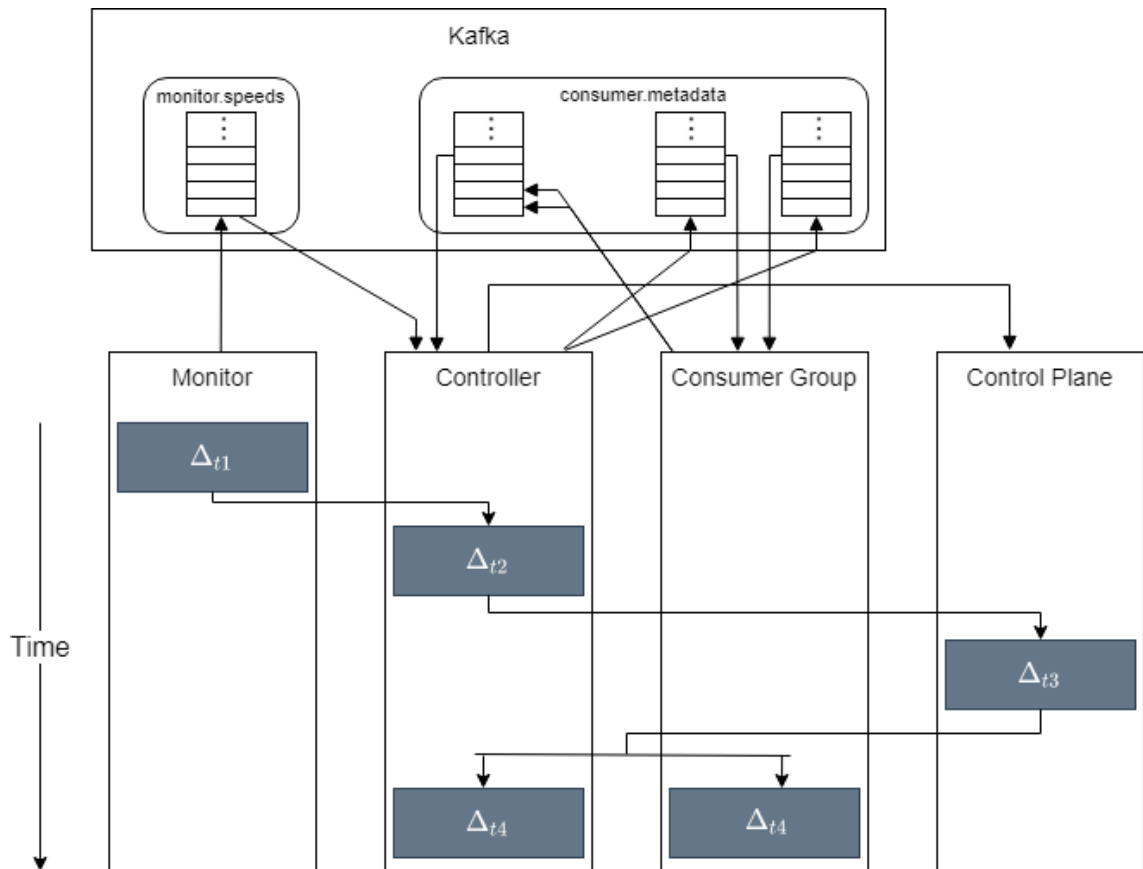 Kafka
monitor.speeds
consumer.metadata
Monitor
Controller
Consumer Group
Control Plane
Δt1
Δt2
Time
Δt3
Δt4
Δt4